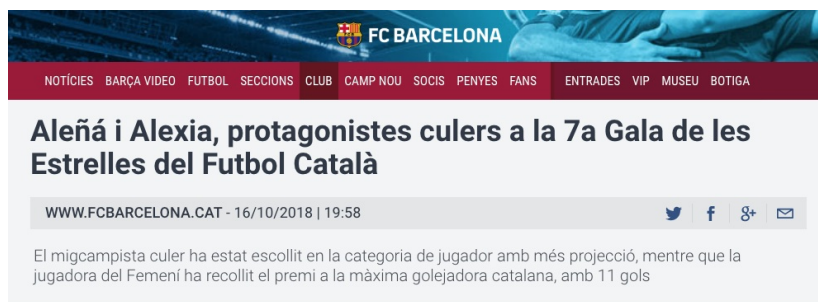 FC BARCELONA
NOTÍCIES BARÇA VIDEO FUTBOL SECCIONS CLUB CAMP NOU SOCIS PENYES FANS ENTRADES VIP MUSEU BOTIGA
Aleñá i Alexia, protagonistes culers a la 7a Gala de les
Estrelles del Futbol Català
WWW.FCBARCELONA.CAT - 16/10/2018 | 19:58
El migcampista culer ha estat escollit en la categoria de jugador amb més projecció, mentre que la
jugadora del Femení ha recollit el premi a la màxima golejadora catalana, amb 11 gols